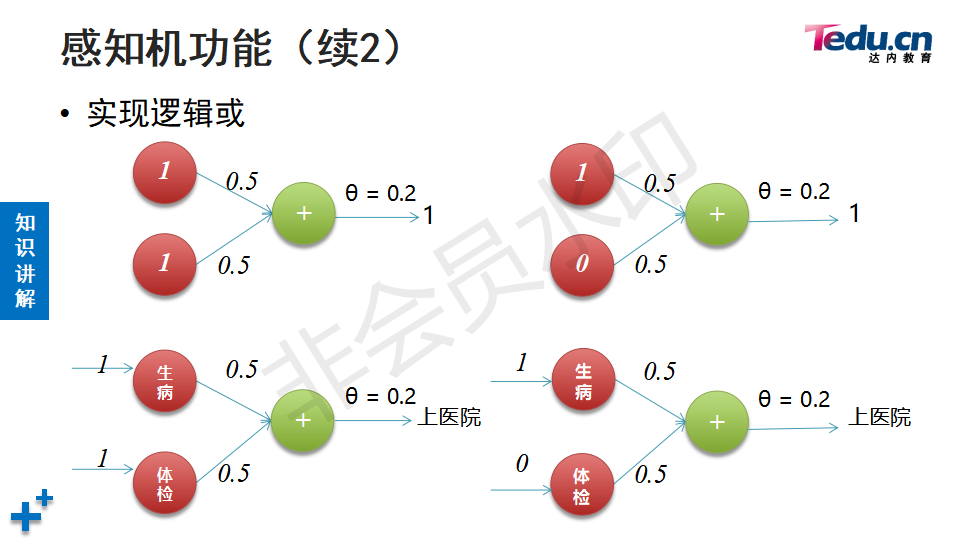 感知机功能（续2）
Tedu.cn
达内教育
• 实现逻辑或
知识讲解
1
0.5
θ = 0.2
+
1
1
0.5
1
0.5
θ = 0.2
+
1
0
0.5
1
生病
0.5
θ = 0.2
+
上医院
1
体检
0.5
1
生病
0.5
θ = 0.2
+
上医院
0
体检
0.5
非会员水印